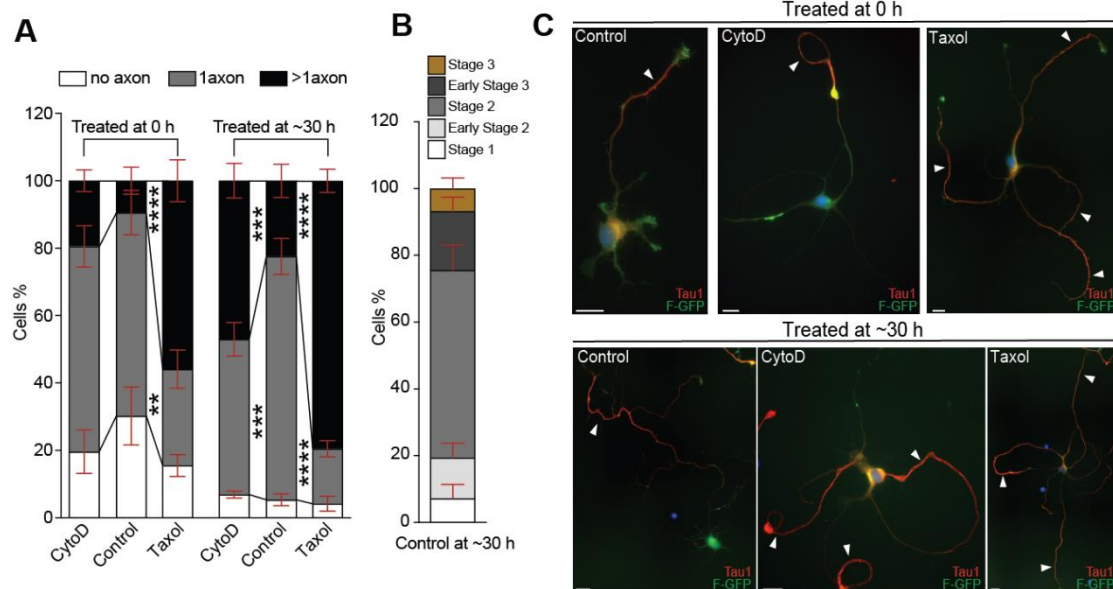 A
no axon 1axon >1axon
120
100
80
60
40
20
0
Cells %
Treated at 0 h
Treated at ~30 h
****
**
***
***
****
****
CytoD Control Taxol CytoD Control Taxol
B
Stage 3
Early Stage 3
Stage 2
Early Stage 2
Stage 1
120
100
80
60
40
20
0
Cells %
Control at ~30 h
C
Treated at 0 h
Control
Tau1
F-GFP
CytoD
Tau1
F-GFP
Taxol
Tau1
F-GFP
Treated at ~30 h
Control
Tau1
F-GFP
CytoD
Tau1
F-GFP
Taxol
Tau1
F-GFP